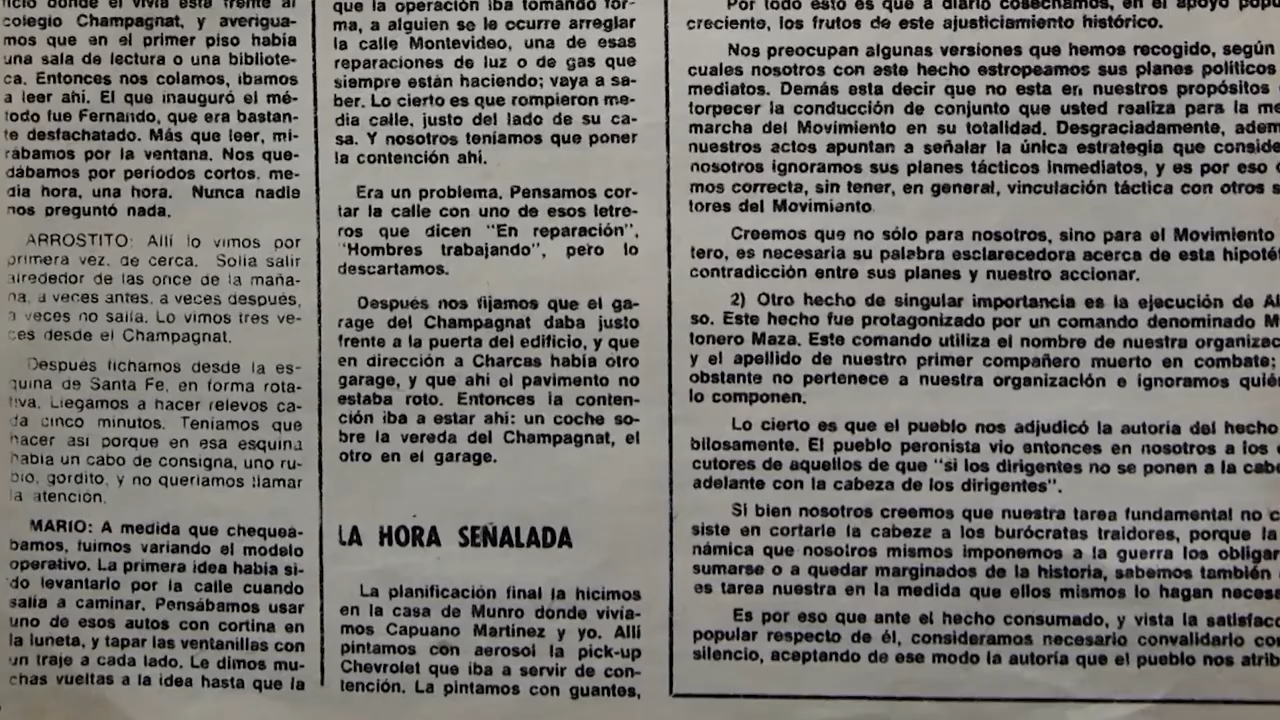 colegio Champagnat, y averigua-
mos que en el primer piso había
una sala de lectura o una bibliote-
ca. Entonces nos colamos, íbamos
a leer ahí. El que inauguró el mé-
todo fue Fernando, que era bastan-
te desfachatado. Más que leer, mi-
rábamos por la ventana. Nos que-
dábamos por períodos cortos, me-
dia hora, una hora. Nunca nadie
nos preguntó nada.
ARROSTITO: Allí lo vimos por
primera vez, de cerca. Solía salir
alrededor de las once de la maña-
na, a veces antes, a veces después,
a veces no salía. Lo vimos tres ve-
ces desde el Champagnat.
Después fichamos desde la es-
quina de Santa Fe, en forma rota-
tiva. Llegamos a hacer relevos ca-
da cinco minutos. Teníamos que
hacer así porque en esa esquina
había un cabo de consigna, uno ru-
bio, gordito, y no queríamos llamar
la atención.
MARIO: A medida que chequeá-
bamos, fuimos variando el modelo
operativo. La primera idea había si-
do levantarlo por la calle cuando
salía a caminar. Pensábamos usar
uno de esos autos con cortina en
la luneta, y tapar las ventanillas con
un traje a cada lado. Le dimos mu-
chas vueltas a la idea hasta que la
que la operación iba tomando for-
ma, a alguien se le ocurre arreglar
la calle Montevideo, una de esas
reparaciones de luz o de gas que
siempre están haciendo; vaya a sa-
ber. Lo cierto es que rompieron me-
dia calle, justo del lado de su ca-
sa. Y nosotros teníamos que poner
la contención ahí.
Era un problema. Pensamos cor-
tar la calle con uno de esos letre-
ros que dicen "En reparación",
"Hombres trabajando", pero lo
descartamos.
Después nos fijamos que el ga-
rage del Champagnat daba justo
frente a la puerta del edificio, y que
en dirección a Charcas había otro
garage, y que ahí el pavimento no
estaba roto. Entonces la conten-
ción iba a estar ahí: un coche so-
bre la vereda del Champagnat, el
otro en el garage.
LA HORA SEÑALADA
La planificación final la hicimos
en la casa de Munro donde vivía-
mos Capuano Martínez y yo. Allí
pintamos con aerosol la pick-up
Chevrolet que iba a servir de con-
tención. La pintamos con guantes,
Por todo esto es que a diario cosechamos, en el apoyo popu
creciente, los frutos de este ajusticiamiento histórico.
Nos preocupan algunas versiones que hemos recogido, según
cuales nosotros con este hecho estropeamos sus planes políticos
mediatos. Demás esta decir que no esta en nuestros propósitos
torpecer la conducción de conjunto que usted realiza para la me
marcha del Movimiento en su totalidad. Desgraciadamente, adem
nuestros actos apuntan a señalar la única estrategia que conside
nosotros ignoramos sus planes tácticos inmediatos, y es por eso
mos correcta, sin tener, en general, vinculación táctica con otros s
tores del Movimianto.
Creemos que no sólo para nosotros, sino para el Movimiento
tero, es necesaria su palabra esclarecedora acerca de esta hipotét
contradicción entre sus planes y nuestro accionar.
2) Otro hecho de singular importancia es la ejecución de Al
so. Este hecho fue protagonizado por un comando denominado M
tonero Maza. Este comando utiliza el nombre de nuestra organizac
y el apellido de nuestro primer compañero muerto en combate;
obstante no pertenece a nuestra organización e ignoramos quié
lo componen.
Lo cierto es que el pueblo nos adjudicó la autoría del hecho
bilosamente. El pueblo peronista vio entonces en nosotros a los
cutores de aquellos de que "si los dirigentes no se ponen a la cabe
adelante con la cabeza de los dirigentes".
Si bien nosotros creemos que nuestra tarea fundamental no c
siste en cortarle la cabeze a los burócratas traidores, porque la
námica que nosotros mismos imponemos a la guerra los obligar
sumarse o a quedar marginados de la historia, sabemos también
es tarea nuestra en la medida que ellos mismos lo hagan neces
Es por eso que ante el hecho consumado, y vista la satisfacc
popular respecto de él, consideramos necesario convalidarlo co
silencio, aceptando de ese modo la autoría que el pueblo nos atrib